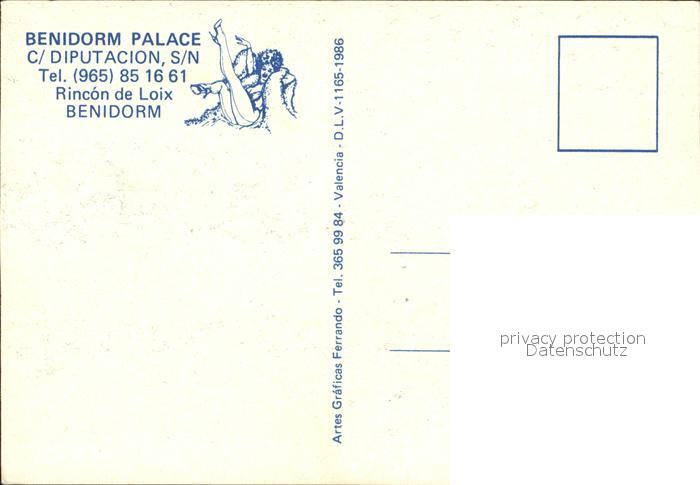 BENIDORM PALACE
C/ DIPUTACION, S/N
Tel. (965) 85 16 61
Rincón de Loix
BENIDORM
Artes Gráficas Ferrando - Tel. 365 99 84 - Valencia - D.L.V-1165-1986
privacy protection
Datenschutz